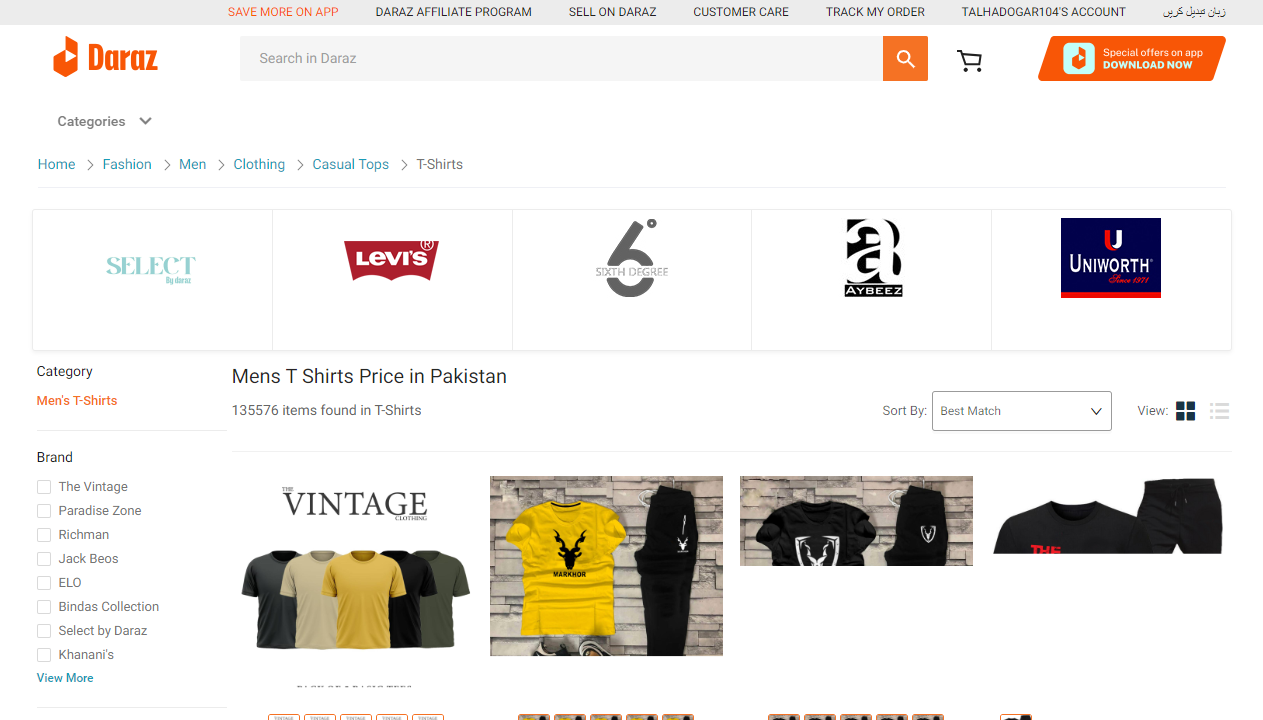 SAVE MORE ON APP DARAZ AFFILIATE PROGRAM SELL ON DARAZ CUSTOMER CARE TRACK MY ORDER TALHADOGAR104'S ACCOUNT زبان تبدیل کریں
Daraz
Search in Daraz
Special offers on app
DOWNLOAD NOW
Categories
Home Fashion Men Clothing Casual Tops T-Shirts
SELECT
By daraz
LEVI'S ®
6°
SIXTH DEGREE
a
AYBEEZ
U
UNIWORTH
Since 1971
Category
Men's T-Shirts
Mens T Shirts Price in Pakistan
135576 items found in T-Shirts
Sort By: Best Match
View:
Brand
The Vintage
Paradise Zone
Richman
Jack Beos
ELO
Bindas Collection
Select by Daraz
Khanani's
View More
THE
VINTAGE
CLOTHING
MARKHOR
THE